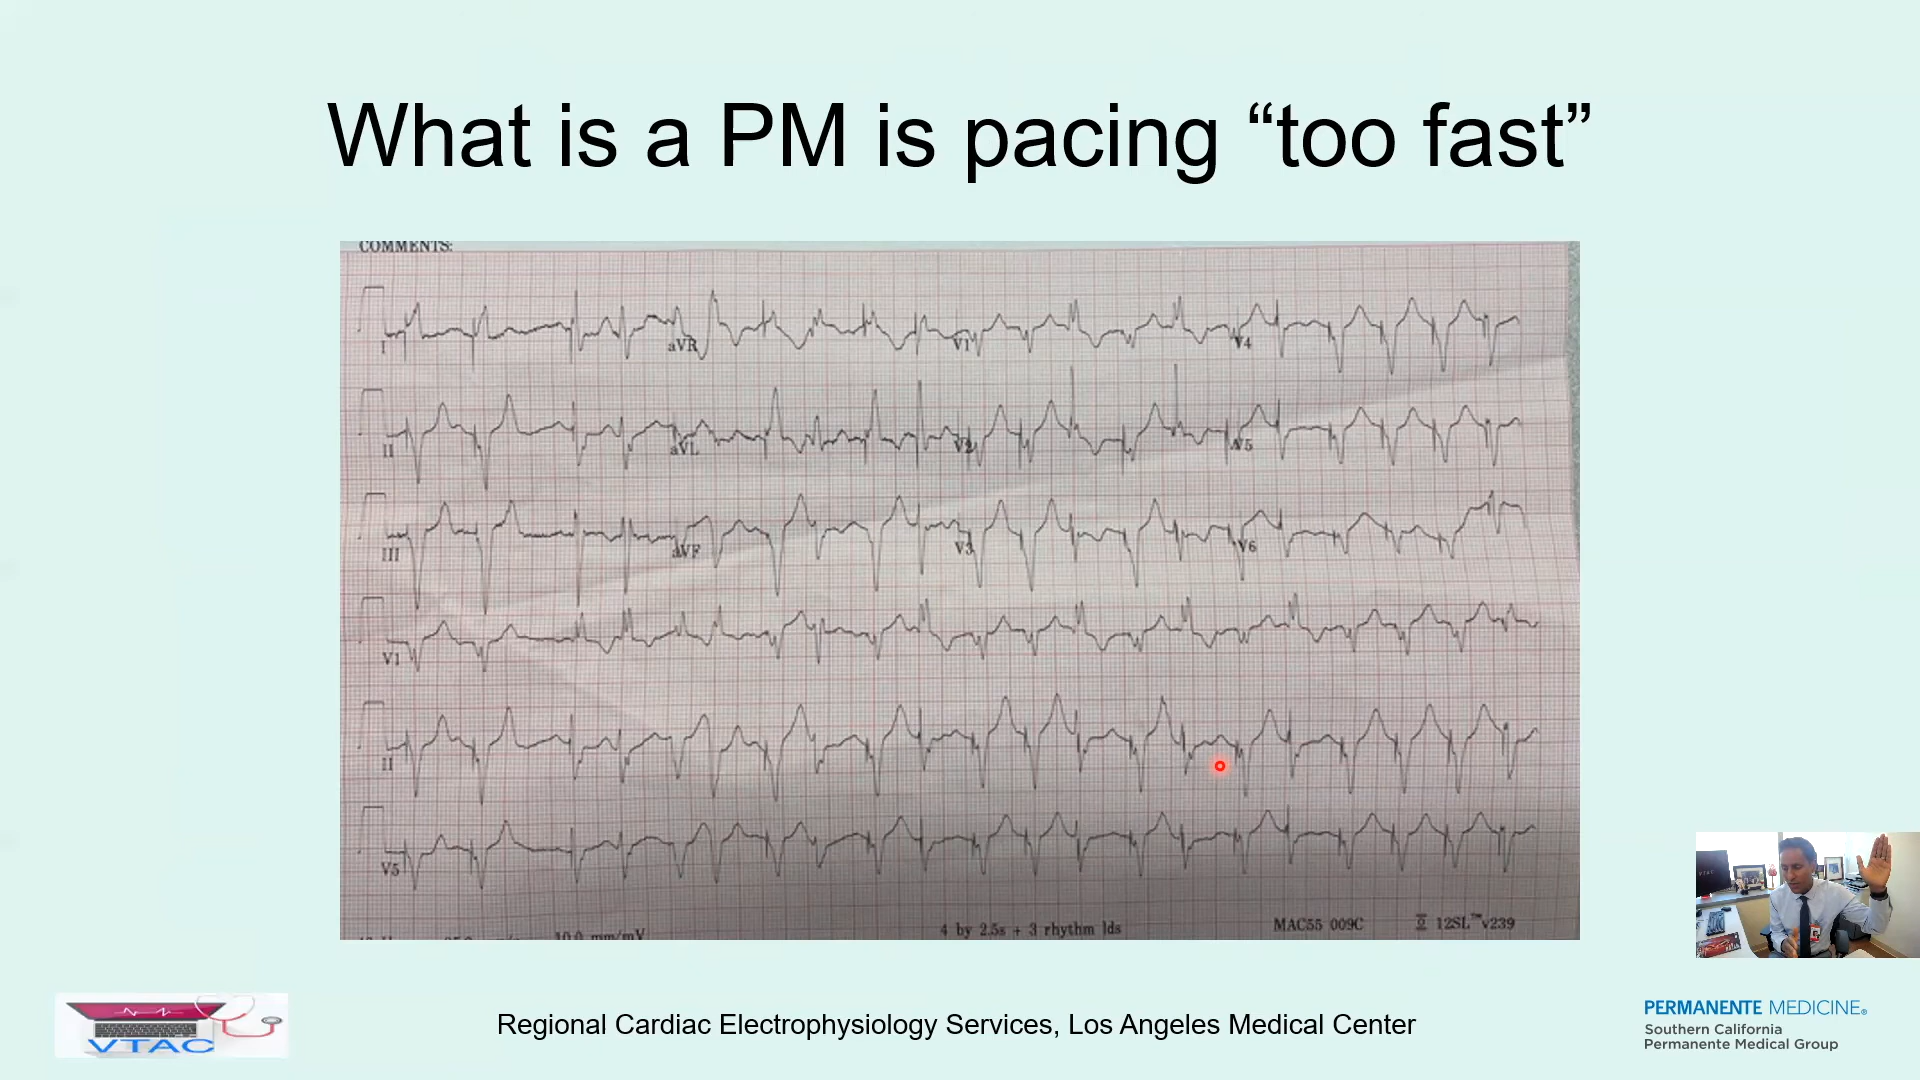 What is a PM is pacing “too fast”
COMMENTS:
I
aVR
V1
V4
II
aVL
V2
V5
III
aVF
V3
V6
V1
II
V5
10.0 mm/mV
4 by 2.5s + 3 rhythm lds
MAC55 009C
12SL™v239
VTAC
Regional Cardiac Electrophysiology Services, Los Angeles Medical Center
PERMANENTE MEDICINE®
Southern California
Permanente Medical Group